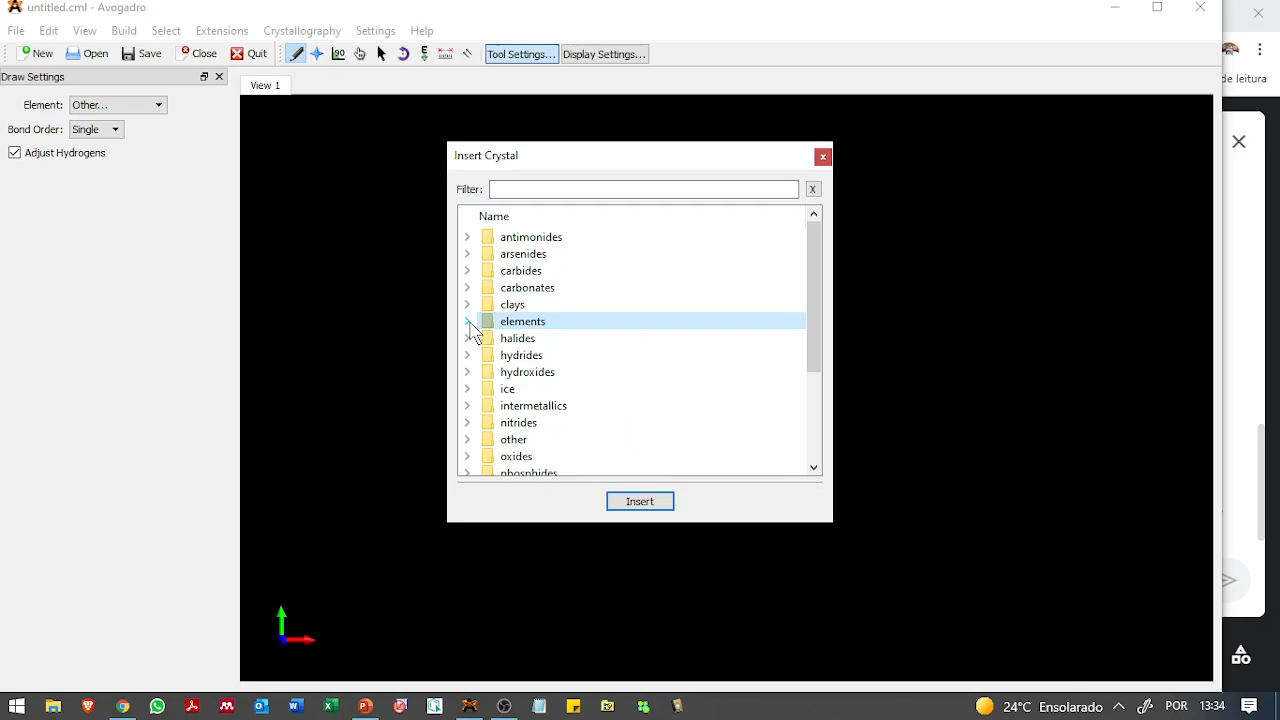 untitled.cml - Avogadro
File Edit View Build Select Extensions Crystallography Settings Help
New Open Save Close Quit Tool Settings... Display Settings...
Draw Settings
View 1
Element: Other...
Bond Order: Single
Adjust Hydrogens
de leitura
Insert Crystal
x
Filter:
X
Name
antimonides
arsenides
carbides
carbonates
clays
elements
halides
hydrides
hydroxides
ice
intermetallics
nitrides
other
oxides
phosphides
Insert
24°C Ensolarado POR 13:34